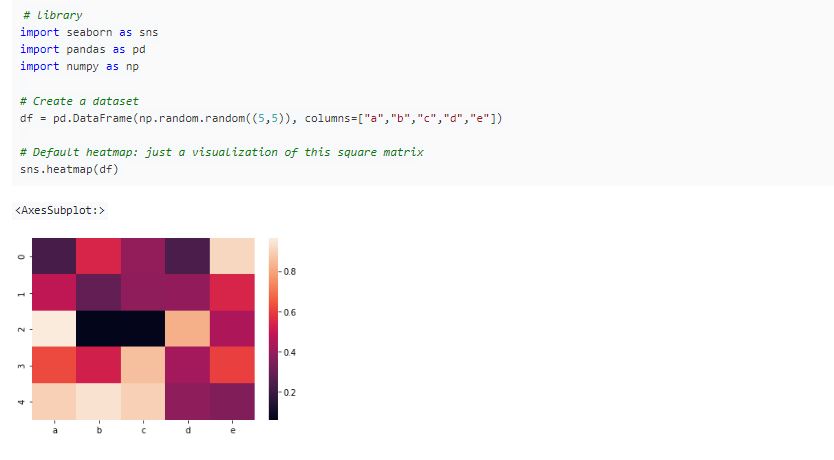 # library
import seaborn as sns
import pandas as pd
import numpy as np
# Create a dataset
df = pd.DataFrame(np.random.random((5,5)), columns=["a","b","c","d","e"])
# Default heatmap: just a visualization of this square matrix
sns.heatmap(df)
<AxesSubplot:>
0
1
2
3
4
a b c d e
0.8
0.6
0.4
0.2